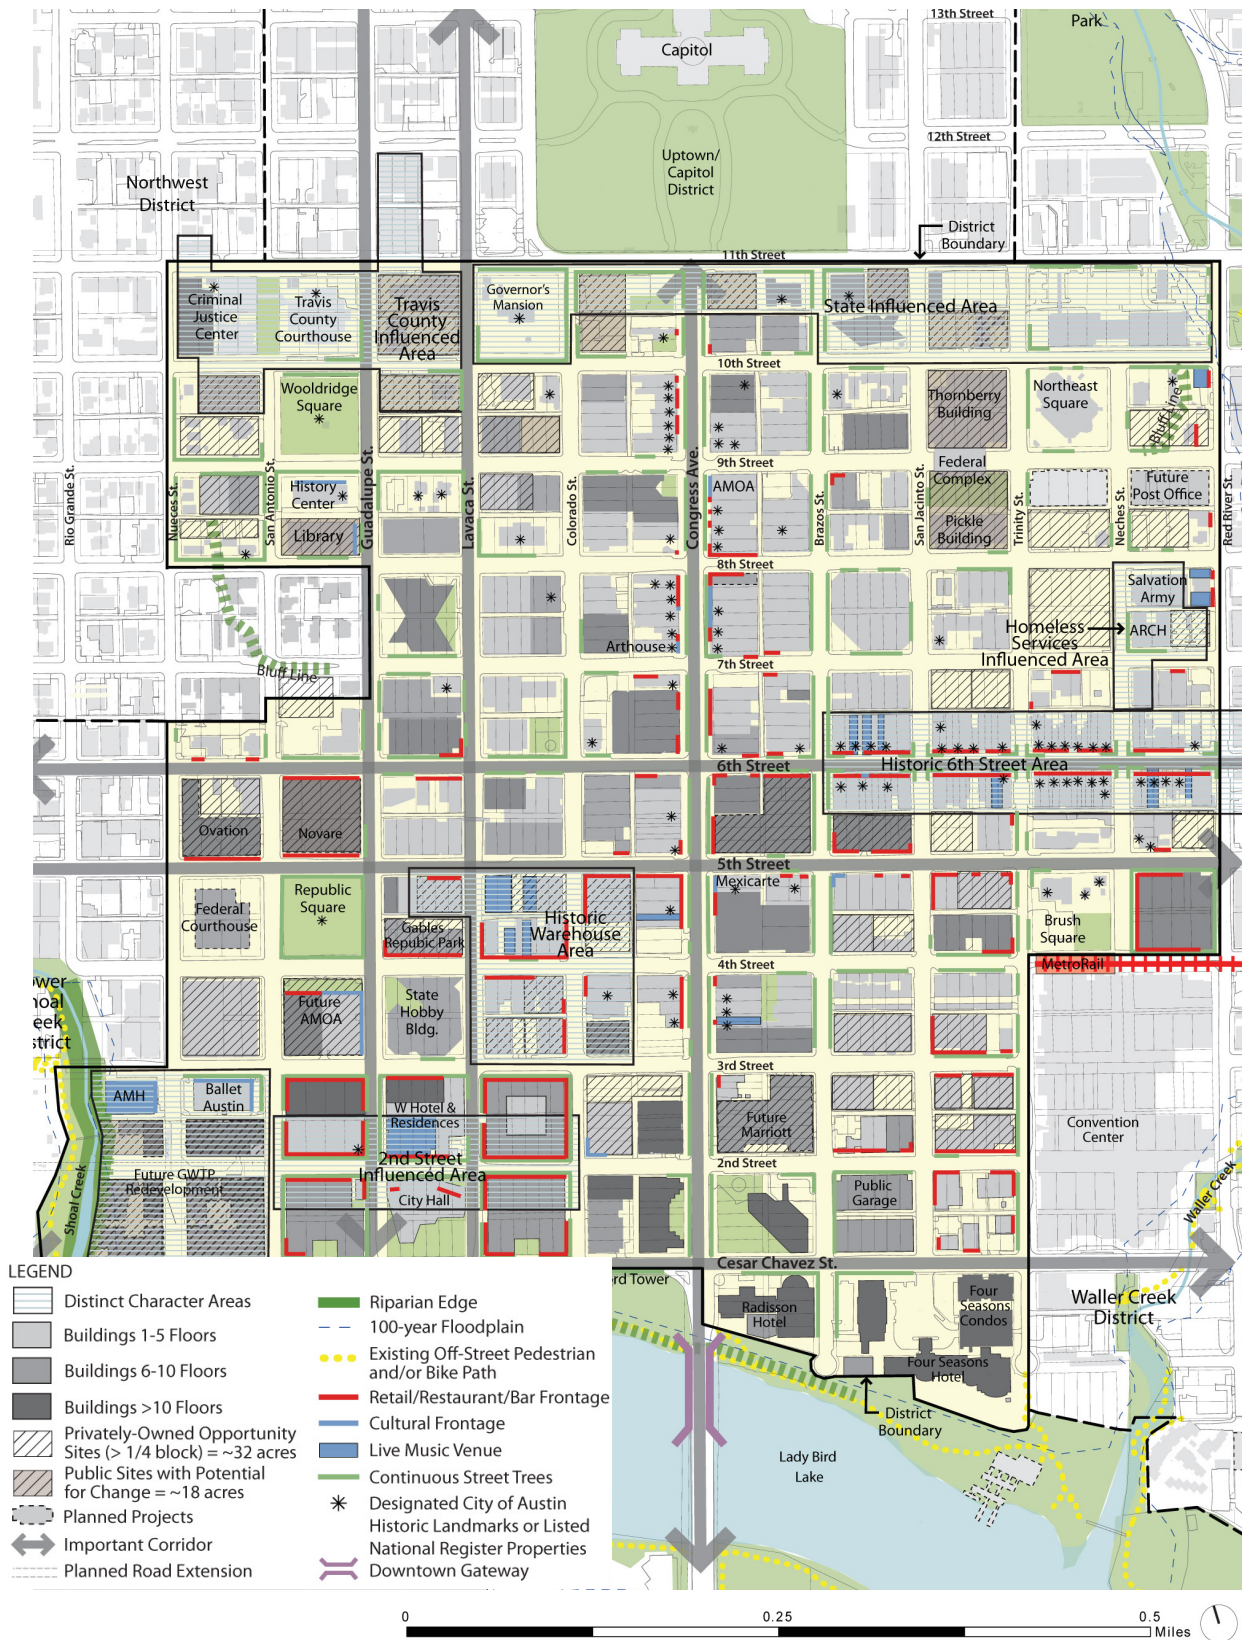 13th Street
Park
Capitol
12th Street
Uptown/
Capitol
District
Northwest
District
District
Boundary
11th Street
Criminal
Justice
Center
Travis
County
Courthouse
Travis
County
Influenced
Area
Governor's
Mansion
State Influenced Area
10th Street
Wooldridge
Square
Thornberry
Building
Northeast
Square
Bluff Line
9th Street
Rio Grande St.
Nueces St.
San Antonio St.
Guadalupe St.
Lavaca St.
Colorado St.
Congress Ave.
Brazos St.
San Jacinto St.
Trinity St.
Neches St.
Red River St.
History
Center
Library
AMOA
Federal
Complex
Pickle
Building
Future
Post Office
8th Street
Salvation
Army
ARCH
Homeless
Services
Influenced Area
Arthouse
7th Street
Bluff Line
6th Street
Historic 6th Street Area
Ovation
Novare
5th Street
Mexicarte
Republic
Square
Federal
Courthouse
Gables
Repubic Park
Historic
Warehouse
Area
Brush
Square
4th Street
MetroRail
Future
AMOA
State
Hobby
Bldg.
3rd Street
AMH
Ballet
Austin
W Hotel &
Residences
Future
Marriott
Convention
Center
2nd Street
Influenced Area
2nd Street
Future GWTP
Redevelopment
City Hall
Public
Garage
Shoal Creek
Waller Creek
Cesar Chavez St.
Radisson
Hotel
Four
Seasons
Condos
Four Seasons
Hotel
Waller Creek
District
District
Boundary
Lady Bird
Lake
rd Tower
LEGEND
Distinct Character Areas
Buildings 1-5 Floors
Buildings 6-10 Floors
Buildings >10 Floors
Privately-Owned Opportunity
Sites (> 1/4 block) = ~32 acres
Public Sites with Potential
for Change = ~18 acres
Planned Projects
Important Corridor
Planned Road Extension
Riparian Edge
100-year Floodplain
Existing Off-Street Pedestrian
and/or Bike Path
Retail/Restaurant/Bar Frontage
Cultural Frontage
Live Music Venue
Continuous Street Trees
Designated City of Austin
Historic Landmarks or Listed
National Register Properties
Downtown Gateway
0 0.25 0.5
Miles